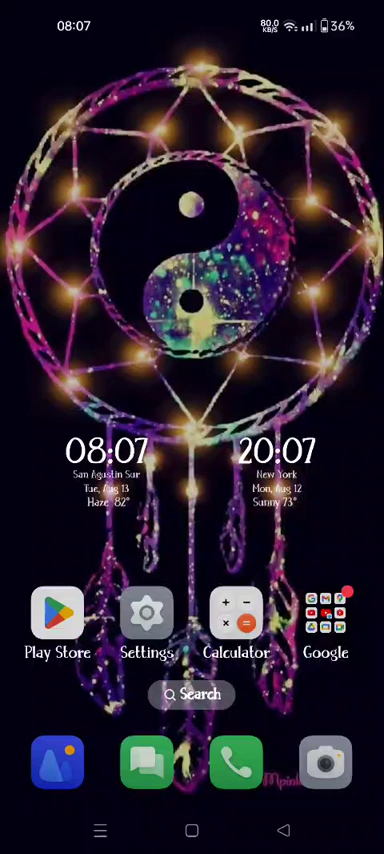 08:07
80.0
KB/S
36%
08:07
San Agustin Sur
Tue, Aug 13
Haze 82°
20:07
New York
Mon, Aug 12
Sunny 73°
Play Store
Settings
Calculator
Google
Search